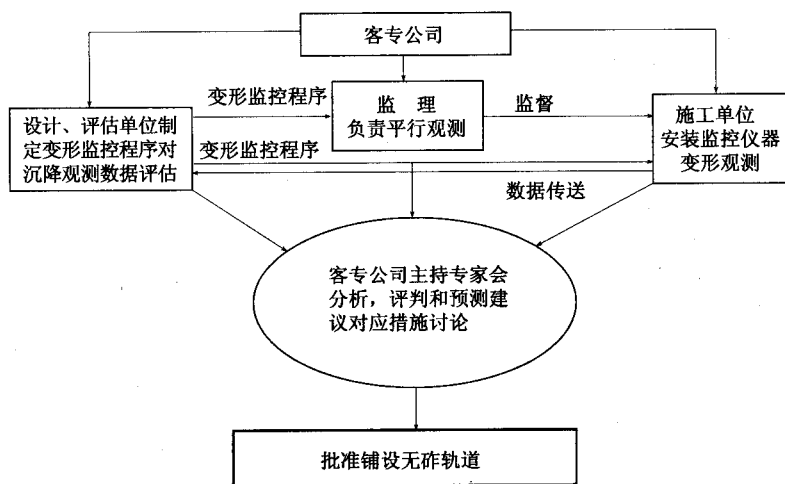 客专公司
变形监控程序
监 理
负责平行观测
监督
设计、评估单位制
定变形监控程序对
沉降观测数据评估
变形监控程序
施工单位
安装监控仪器
变形观测
数据传送
客专公司主持专家会
分析，评判和预测建
议对应措施讨论
批准铺设无砟轨道